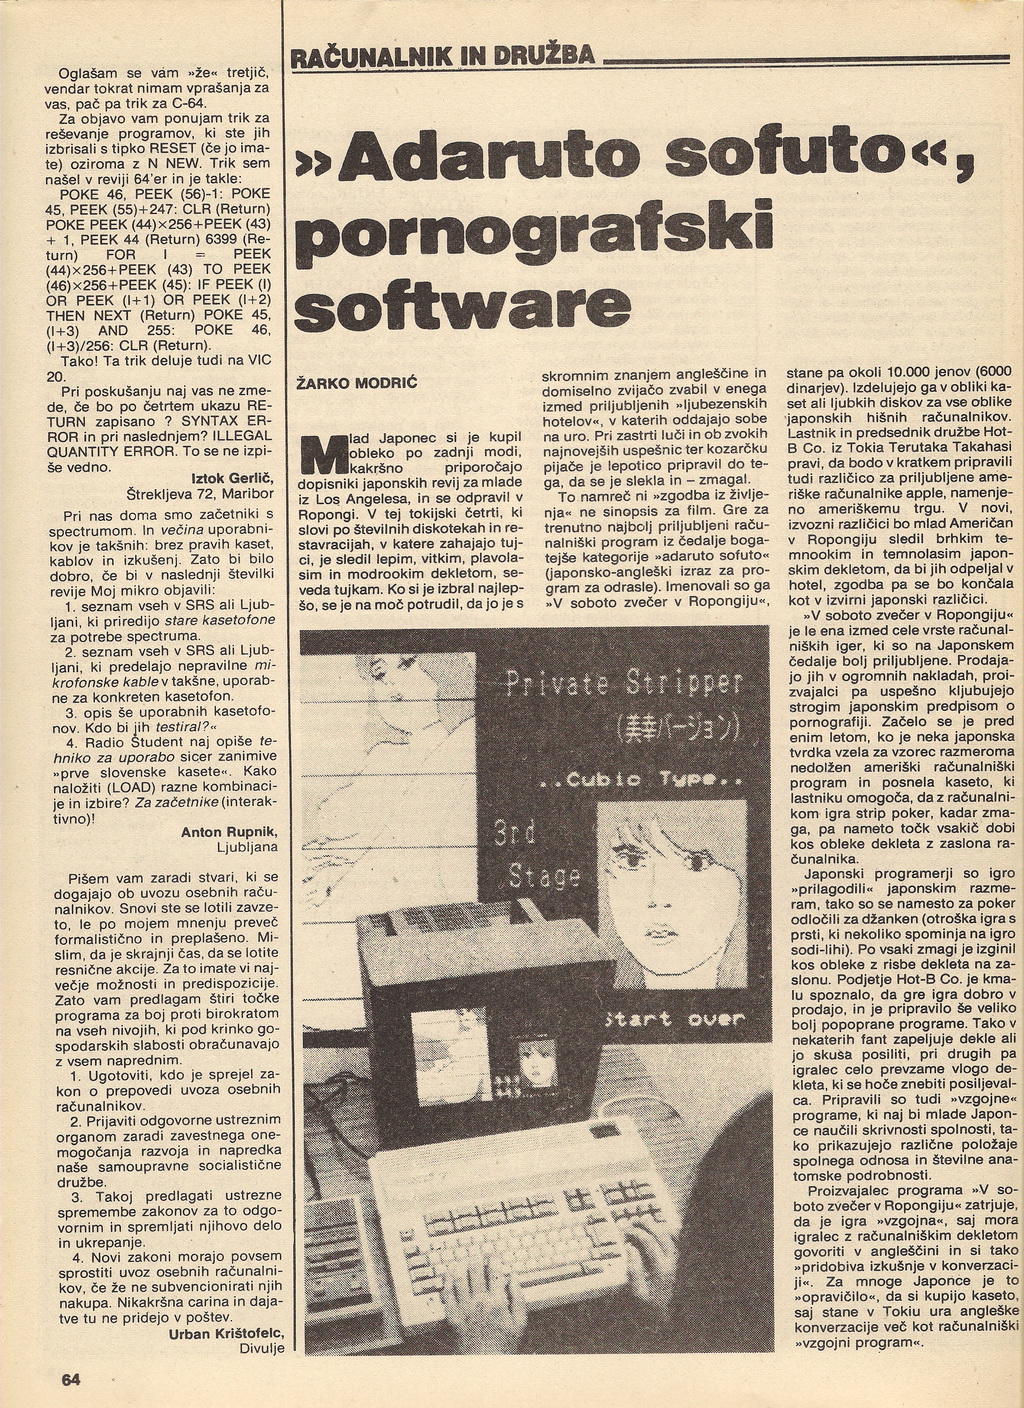 Oglašam se vam »že« tretjič,
vendar tokrat nimam vprašanja za
vas, pač pa trik za C-64.
Za objavo vam ponujam trik za
reševanje programov, ki ste jih
izbrisali s tipko RESET (če jo ima-
te) oziroma z N NEW. Trik sem
našel v reviji 64'er in je takle:
POKE 46, PEEK (56)-1: POKE
45, PEEK (55)+247: CLR (Return)
POKE PEEK (44)×256+PEEK (43)
+ 1, PEEK 44 (Return) 6399 (Re-
turn) FOR I = PEEK
(44)×256+PEEK (43) TO PEEK
(46)×256+PEEK (45): IF PEEK (I)
OR PEEK (I+1) OR PEEK (I+2)
THEN NEXT (Return) POKE 45,
(I+3) AND 255: POKE 46,
(I+3)/256: CLR (Return).
Tako! Ta trik deluje tudi na VIC
20.
Pri poskušanju naj vas ne zme-
de, če bo po četrtem ukazu RE-
TURN zapisano ? SYNTAX ER-
ROR in pri naslednjem? ILLEGAL
QUANTITY ERROR. To se ne izpi-
še vedno.
Iztok Gerlič,
Štrekljeva 72, Maribor
Pri nas doma smo začetniki s
spectrumom. In večina uporabni-
kov je takšnih: brez pravih kaset,
kablov in izkušenj. Zato bi bilo
dobro, če bi v naslednji številki
revije Moj mikro objavili:
1. seznam vseh v SRS ali Ljub-
ljani, ki priredijo stare kasetofone
za potrebe spectruma.
2. seznam vseh v SRS ali Ljub-
ljani, ki predelajo nepravilne mi-
krofonske kable v takšne, uporab-
ne za konkreten kasetofon.
3. opis še uporabnih kasetofo-
nov. Kdo bi jih testiral?«
4. Radio Študent naj opiše te-
hniko za uporabo sicer zanimive
»prve slovenske kasete«. Kako
naložiti (LOAD) razne kombinaci-
je in izbire? Za začetnike (interak-
tivno)!
Anton Rupnik,
Ljubljana
Pišem vam zaradi stvari, ki se
dogajajo ob uvozu osebnih raču-
nalnikov. Snovi ste se lotili zavze-
to, le po mojem mnenju preveč
formalistično in preplašeno. Mi-
slim, da je skrajnji čas, da se lotite
resnične akcije. Za to imate vi naj-
večje možnosti in predispozicije.
Zato vam predlagam štiri točke
programa za boj proti birokratom
na vseh nivojih, ki pod krinko go-
spodarskih slabosti obračunavajo
z vsem naprednim.
1. Ugotoviti, kdo je sprejel za-
kon o prepovedi uvoza osebnih
računalnikov.
2. Prijaviti odgovorne ustreznim
organom zaradi zavestnega one-
mogočanja razvoja in napredka
naše samoupravne socialistične
družbe.
3. Takoj predlagati ustrezne
spremembe zakonov za to odgo-
vornim in spremljati njihovo delo
in ukrepanje.
4. Novi zakoni morajo povsem
sprostiti uvoz osebnih računalni-
kov, če že ne subvencionirati njih
nakupa. Nikakršna carina in daja-
tve tu ne pridejo v poštev.
Urban Krištofelc,
Divulje
64
RAČUNALNIK IN DRUŽBA
»Adaruto sofuto«,
pornografski
software
ŽARKO MODRIĆ
Mlad Japonec si je kupil
obleko po zadnji modi,
kakršno priporočajo
dopisniki japonskih revij za mlade
iz Los Angelesa, in se odpravil v
Ropongi. V tej tokijski četrti, ki
slovi po številnih diskotekah in re-
stavracijah, v katere zahajajo tuj-
ci, je sledil lepim, vitkim, plavola-
sim in modrookim dekletom, se-
veda tujkam. Ko si je izbral najlep-
šo, se je na moč potrudil, da jo je s
skromnim znanjem angleščine in
domiselno zvijačo zvabil v enega
izmed priljubljenih »ljubezenskih
hotelov«, v katerih oddajajo sobe
na uro. Pri zastrti luči in ob zvokih
najnovejših uspešnic ter kozarčku
pijače je lepotico pripravil do te-
ga, da se je slekla in – zmagal.
To namreč ni »zgodba iz življe-
nja« ne sinopsis za film. Gre za
trenutno najbolj priljubljeni raču-
nalniški program iz čedalje boga-
tejše kategorije »adaruto sofuto«
(japonsko-angleški izraz za pro-
gram za odrasle). Imenovali so ga
»V soboto zvečer v Ropongiju«,
Private Stripper
(美幸バージョン)
..Cubic Type..
3rd
Stage
Start over
stane pa okoli 10.000 jenov (6000
dinarjev). Izdelujejo ga v obliki ka-
set ali ljubkih diskov za vse oblike
japonskih hišnih računalnikov.
Lastnik in predsednik družbe Hot-
B Co. iz Tokia Terutaka Takahasi
pravi, da bodo v kratkem pripravili
tudi različico za priljubljene ame-
riške računalnike apple, namenje-
no ameriškemu trgu. V novi,
izvozni različici bo mlad Američan
v Ropongiju sledil brhkim te-
mnookim in temnolasim japon-
skim dekletom, da bi jih odpeljal v
hotel, zgodba pa se bo končala
kot v izvirni japonski različici.
»V soboto zvečer v Ropongiju«
je le ena izmed cele vrste računal-
niških iger, ki so na Japonskem
čedalje bolj priljubljene. Prodaja-
jo jih v ogromnih nakladah, proi-
zvajalci pa uspešno kljubujejo
strogim japonskim predpisom o
pornografiji. Začelo se je pred
enim letom, ko je neka japonska
tvrdka vzela za vzorec razmeroma
nedolžen ameriški računalniški
program in posnela kaseto, ki
lastniku omogoča, da z računalni-
kom igra strip poker, kadar zma-
ga, pa nameto točk vsakič dobi
kos obleke dekleta z zaslona ra-
čunalnika.
Japonski programerji so igro
»prilagodili« japonskim razme-
ram, tako so se namesto za poker
odločili za džanken (otroška igra s
prsti, ki nekoliko spominja na igro
sodi-lihi). Po vsaki zmagi je izginil
kos obleke z risbe dekleta na za-
slonu. Podjetje Hot-B Co. je kma-
lu spoznalo, da gre igra dobro v
prodajo, in je pripravilo še veliko
bolj popoprane programe. Tako v
nekaterih fant zapeljuje dekle ali
jo skuša posiliti, pri drugih pa
igralec celo prevzame vlogo de-
kleta, ki se hoče znebiti posiljeval-
ca. Pripravili so tudi »vzgojne«
programe, ki naj bi mlade Japon-
ce naučili skrivnosti spolnosti, ta-
ko prikazujejo različne položaje
spolnega odnosa in številne ana-
tomske podrobnosti.
Proizvajalec programa »V so-
boto zvečer v Ropongiju« zatrjuje,
da je igra »vzgojna«, saj mora
igralec z računalniškim dekletom
govoriti v angleščini in si tako
»pridobiva izkušnje v konverzaci-
ji«. Za mnoge Japonce je to
»opravičilo«, da si kupijo kaseto,
saj stane v Tokiu ura angleške
konverzacije več kot računalniški
»vzgojni program«.